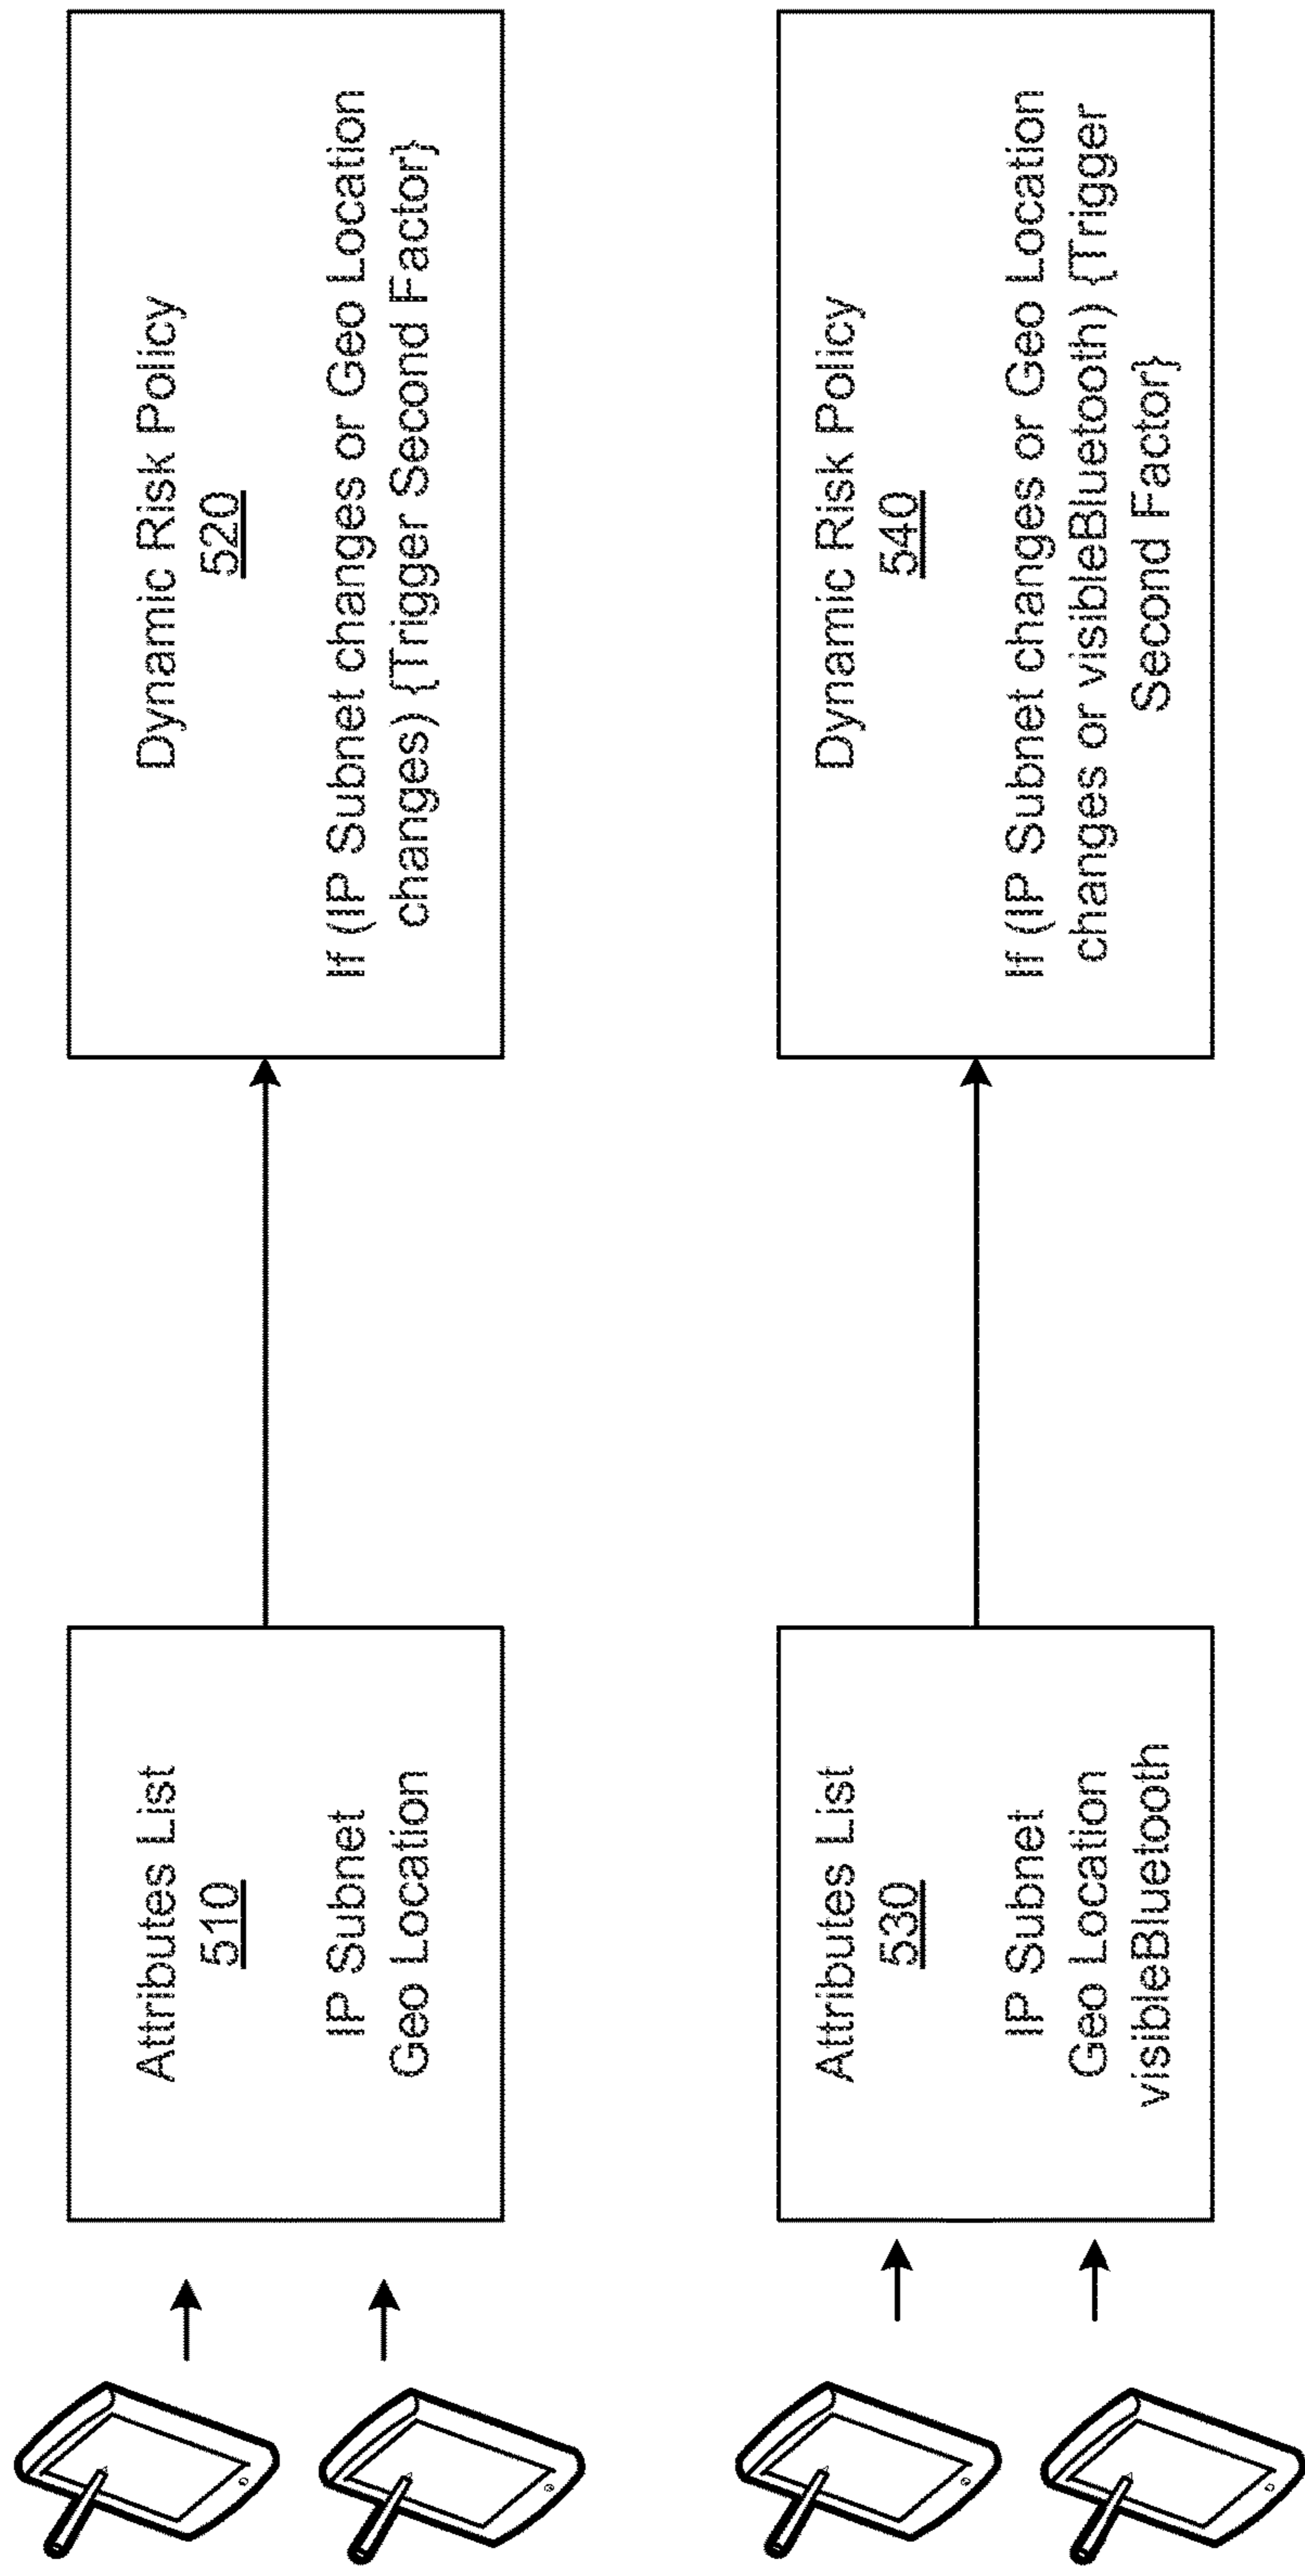 Attributes List
510
IP Subnet
Geo Location
Dynamic Risk Policy
520
If (IP Subnet changes or Geo Location
changes) {Trigger Second Factor}
Attributes List
530
IP Subnet
Geo Location
visibleBluetooth
Dynamic Risk Policy
540
If (IP Subnet changes or Geo Location
changes or visibleBluetooth) {Trigger
Second Factor}